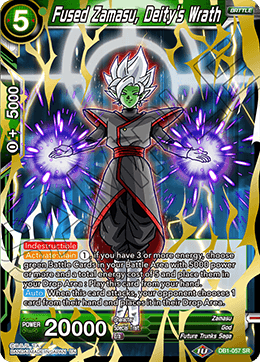 5
Fused Zamasu, Deity's Wrath
BATTLE
+ 5000
Indestructible
Activate Main 1 : If you have 3 or more energy, choose
green Battle Cards in your Battle Area with 5000 power
or more and a total energy cost of 5 and place them in
your Drop Area : Play this card from your hand.
Auto When this card attacks, your opponent chooses 1
card from their hand and places it in their Drop Area.
POWER
20000
Zamasu
God
Future Trunks Saga
DB1-057 SR